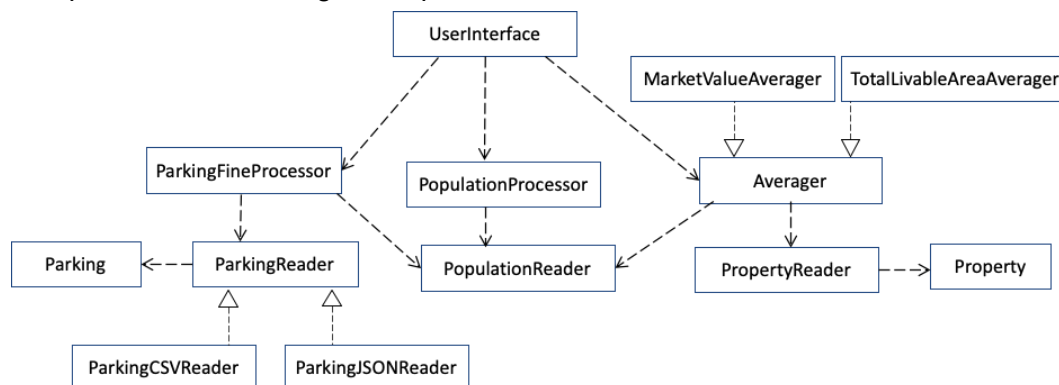 UserInterface
MarketValueAverager
TotalLivableAreaAverager
ParkingFineProcessor
PopulationProcessor
Averager
Parking
ParkingReader
PopulationReader
PropertyReader
Property
ParkingCSVReader
ParkingJSONReader